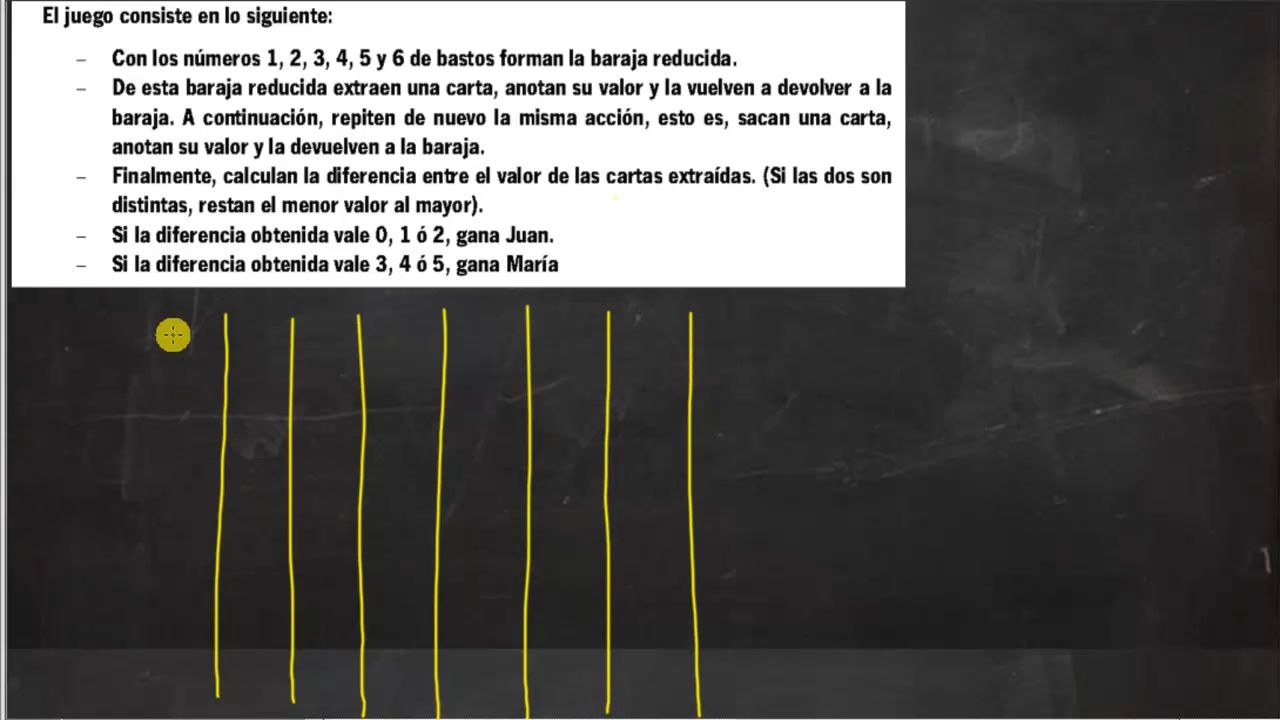 El juego consiste en lo siguiente:
– Con los números 1, 2, 3, 4, 5 y 6 de bastos forman la baraja reducida.
– De esta baraja reducida extraen una carta, anotan su valor y la vuelven a devolver a la
baraja. A continuación, repiten de nuevo la misma acción, esto es, sacan una carta,
anotan su valor y la devuelven a la baraja.
– Finalmente, calculan la diferencia entre el valor de las cartas extraídas. (Si las dos son
distintas, restan el menor valor al mayor).
– Si la diferencia obtenida vale 0, 1 ó 2, gana Juan.
– Si la diferencia obtenida vale 3, 4 ó 5, gana María